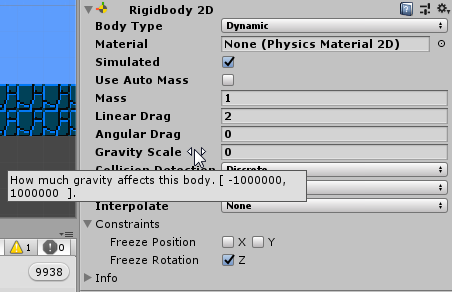 Rigidbody 2D
Body Type Dynamic
Material None (Physics Material 2D)
Simulated
Use Auto Mass
Mass 1
Linear Drag 2
Angular Drag 0
Gravity Scale 0
Collision Detection Discrete
How much gravity affects this body. [ -1000000,
1000000 ].
Interpolate None
Constraints
Freeze Position X Y
1 0
Freeze Rotation Z
9938
Info